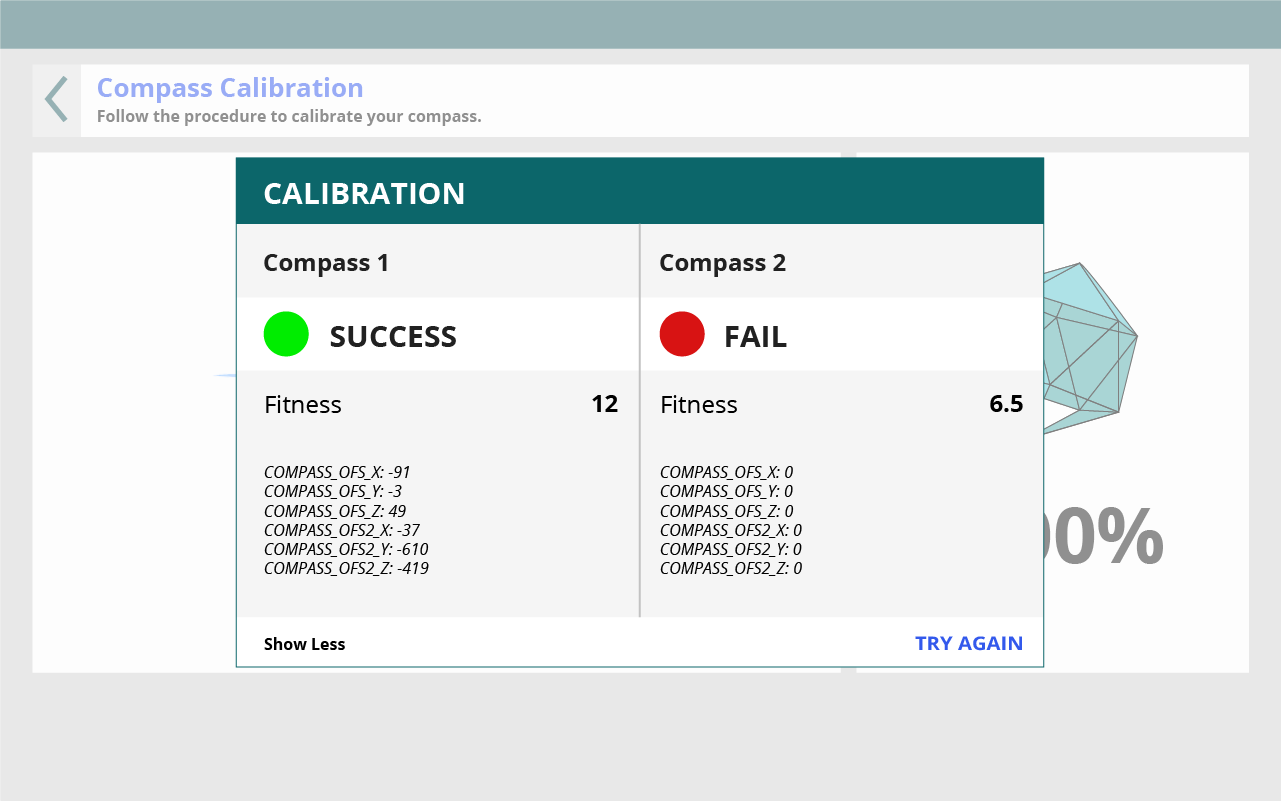 Compass Calibration
Follow the procedure to calibrate your compass.
CALIBRATION
Compass 1
SUCCESS
Fitness 12
COMPASS_OFS_X: -91
COMPASS_OFS_Y: -3
COMPASS_OFS_Z: 49
COMPASS_OFS2_X: -37
COMPASS_OFS2_Y: -610
COMPASS_OFS2_Z: -419
Compass 2
FAIL
Fitness 6.5
COMPASS_OFS_X: 0
COMPASS_OFS_Y: 0
COMPASS_OFS_Z: 0
COMPASS_OFS2_X: 0
COMPASS_OFS2_Y: 0
COMPASS_OFS2_Z: 0
Show Less
TRY AGAIN